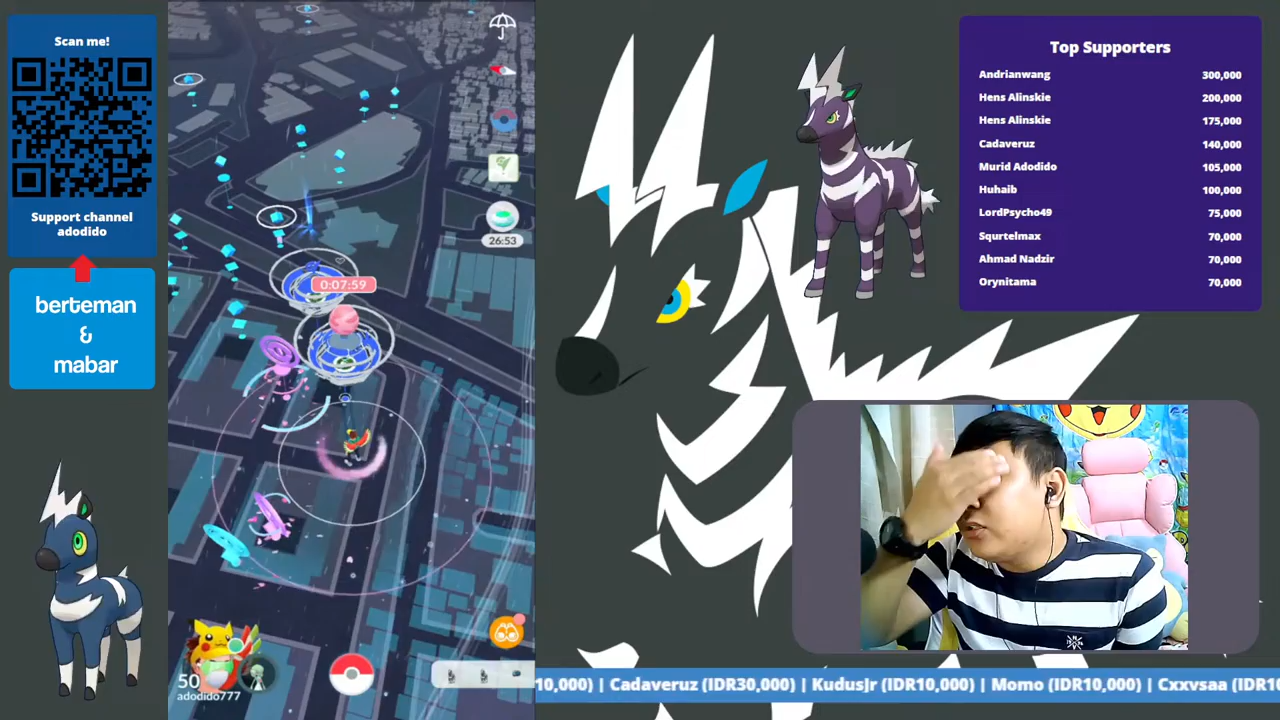 Scan me!
Support channel
adodido
berteman
&
mabar
26:53
0:07:59
50
adodido777
Top Supporters
Andrianwang 300,000
Hens Alinskie 200,000
Hens Alinskie 175,000
Cadaveruz 140,000
Murid Adodido 105,000
Huhaib 100,000
LordPsycho49 75,000
Squrtelmax 70,000
Ahmad Nadzir 70,000
Orynitama 70,000
10,000) | Cadaveruz (IDR30,000) | KudusJr (IDR10,000) | Momo (IDR10,000) | Cxxvsaa (IDR10